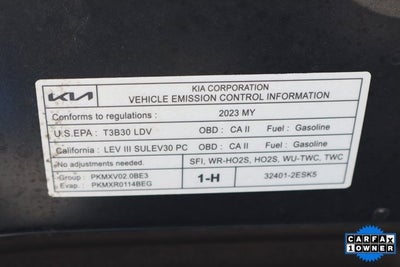 KIA
KIA CORPORATION
VEHICLE EMISSION CONTROL INFORMATION
Conforms to regulations : 2023 MY
U.S.EPA : T3B30 LDV OBD : CA II Fuel : Gasoline
California : LEV III SULEV30 PC OBD : CA II Fuel : Gasoline
No adjustments needed. SFI, WR-HO2S, HO2S, WU-TWC, TWC
Group : PKMXV02.0BE3 1-H 32401-2ESK5
Evap. : PKMXR0114BEG
CARFAX
1 OWNER